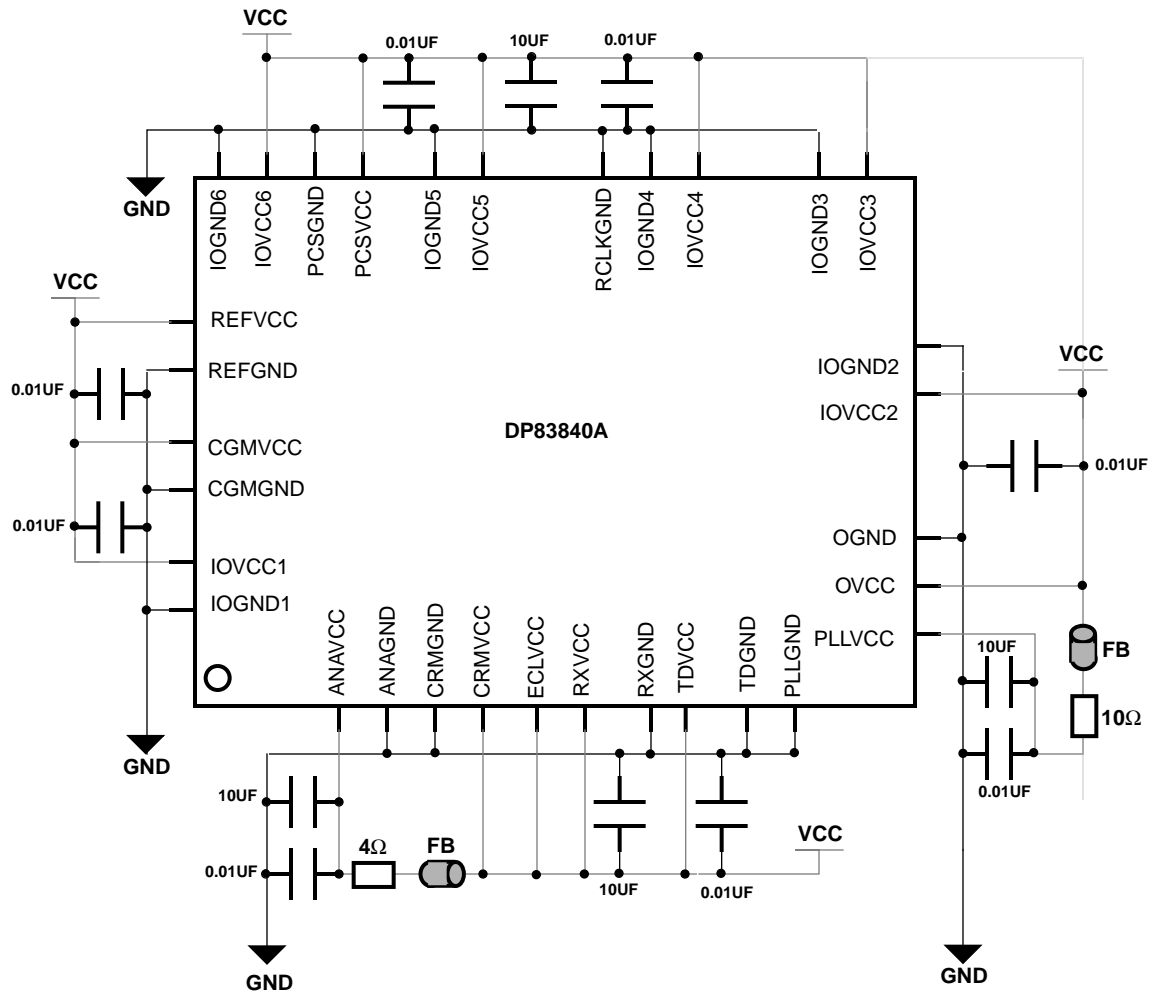 VCC
0.01UF
10UF
0.01UF
GND
IOGND6
IOVCC6
PCSGND
PCSVCC
IOGND5
IOVCC5
RCLKGND
IOGND4
IOVCC4
IOGND3
IOVCC3
VCC
REFVCC
REFGND
0.01UF
CGMVCC
CGMGND
0.01UF
IOVCC1
IOGND1
GND
DP83840A
IOGND2
VCC
IOVCC2
0.01UF
OGND
OVCC
PLLVCC
10UF
FB
10Ω
0.01UF
GND
ANAVCC
ANAGND
CRMGND
CRMVCC
ECLVCC
RXVCC
RXGND
TDVCC
TDGND
PLLGND
10UF
0.01UF
4Ω
FB
10UF
0.01UF
VCC
GND